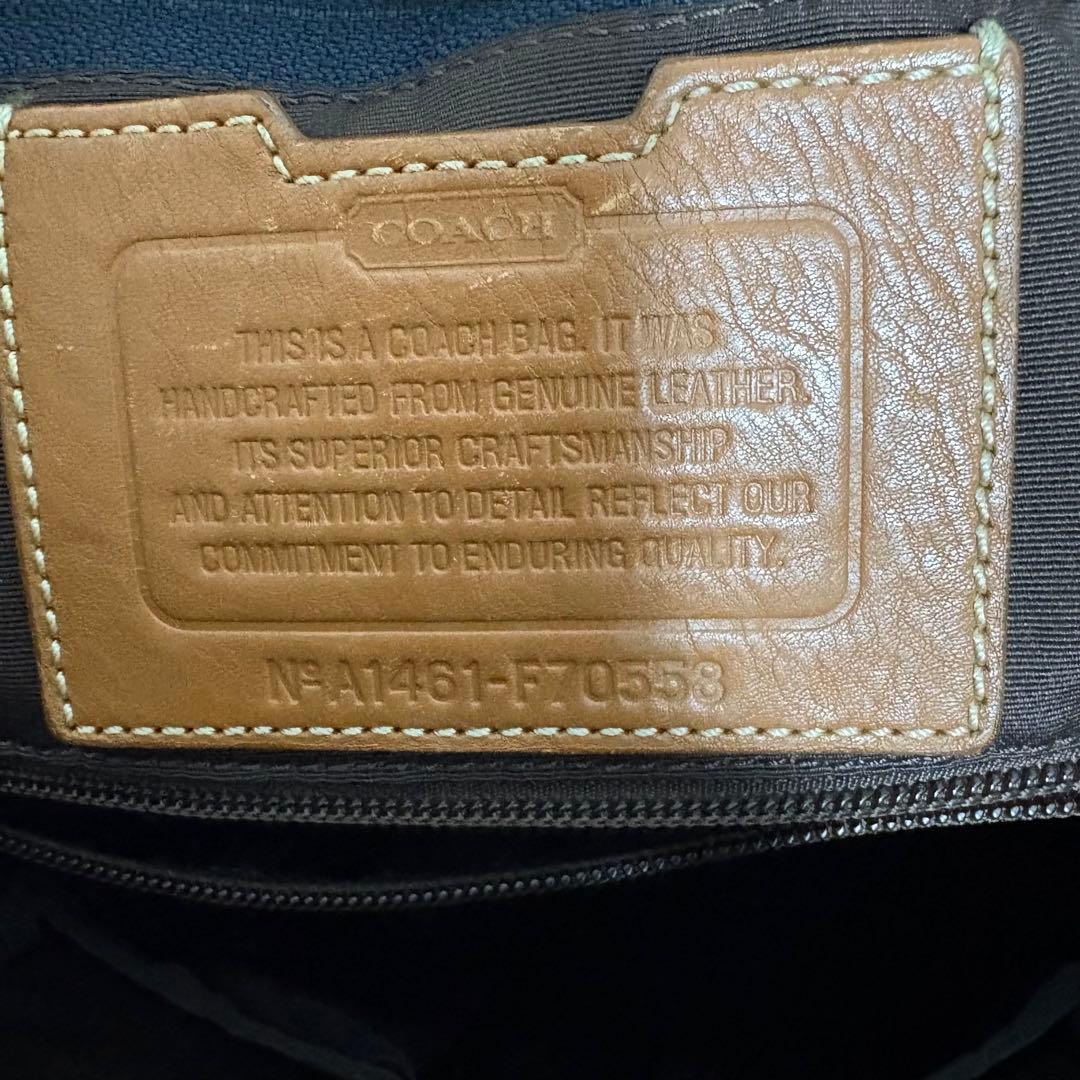 COACH
THIS IS A COACH BAG. IT WAS
HANDCRAFTED FROM GENUINE LEATHER.
ITS SUPERIOR CRAFTSMANSHIP
AND ATTENTION TO DETAIL REFLECT OUR
COMMITMENT TO ENDURING QUALITY.
Nº A1461-F70558